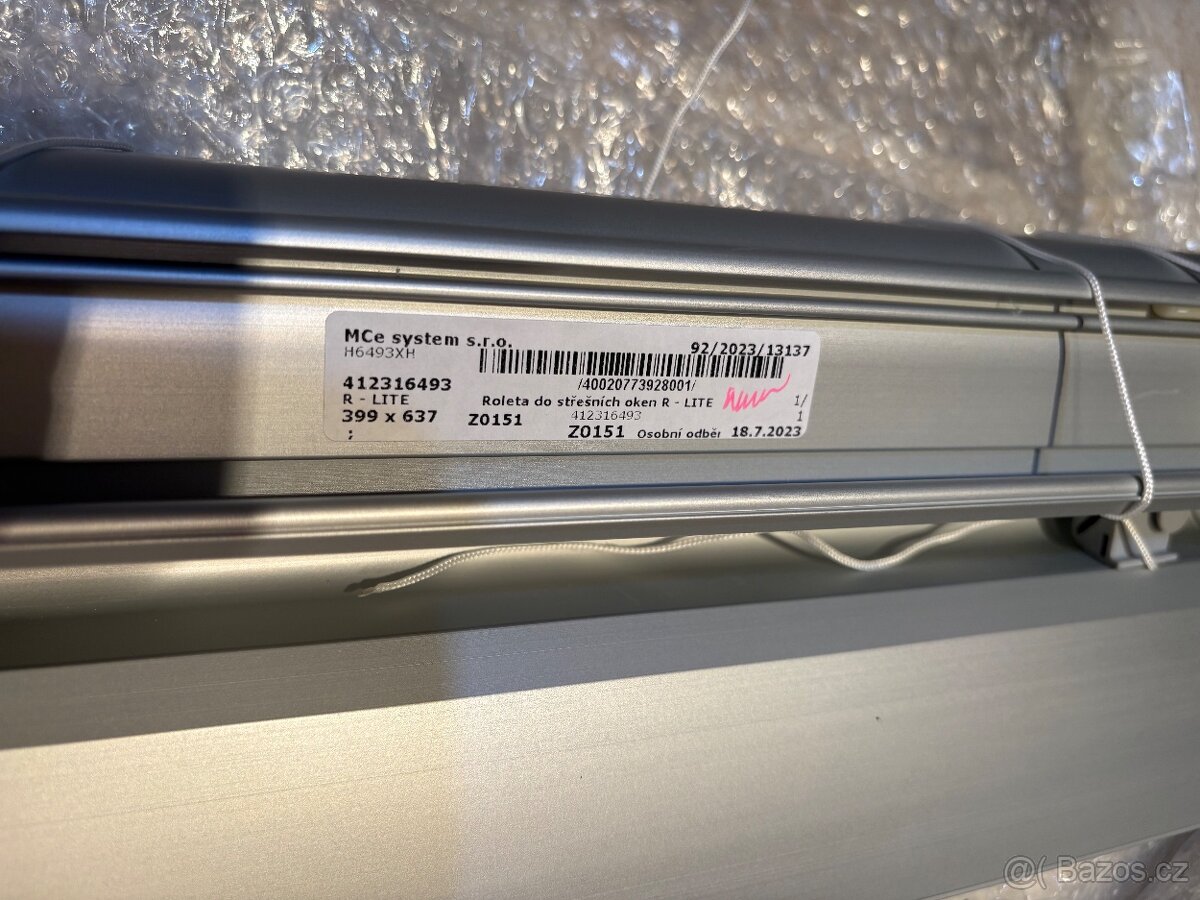 MCe system s.r.o.
H6493XH
92/2023/13137
/40020773928001/
412316493
R - LITE
Roleta do střešních oken R - LITE
1/
399 x 637
Z0151
412316493
1
;
Z0151 Osobní odběr 18.7.2023
@( Bazos.cz